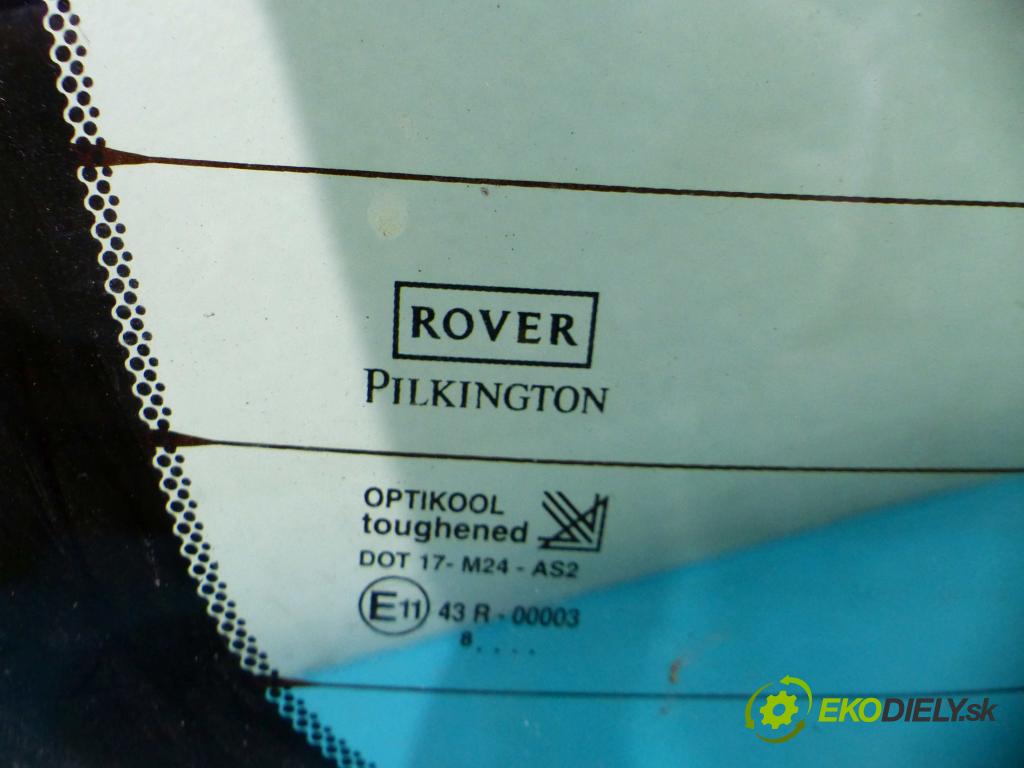 ROVER
PILKINGTON
OPTIKOOL
toughened
DOT 17- M24 - AS2
E11 43 R - 00003
8. . . .
EKODIELY.sk